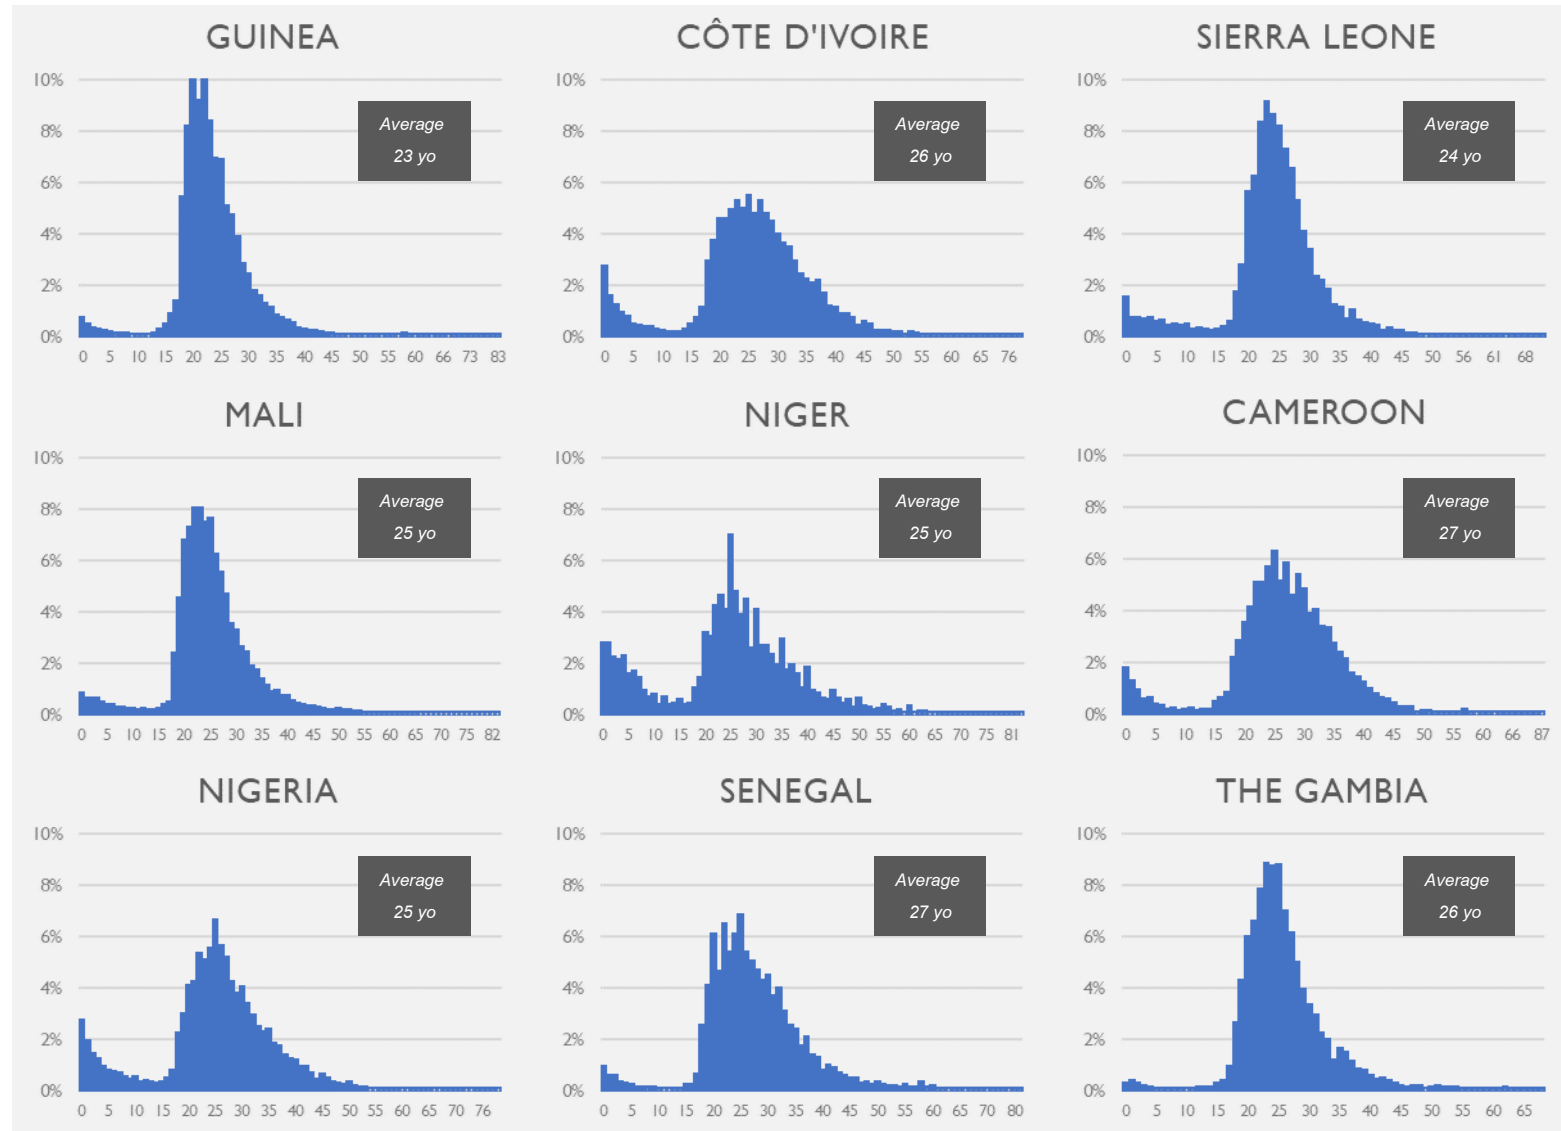 GUINEA
10%
8%
6%
4%
2%
0%
Average
23 yo
0 5 10 15 20 25 30 35 40 45 50 55 60 66 73 83
CÔTE D'IVOIRE
10%
8%
6%
4%
2%
0%
Average
26 yo
0 5 10 15 20 25 30 35 40 45 50 55 60 65 76
SIERRA LEONE
10%
8%
6%
4%
2%
0%
Average
24 yo
0 5 10 15 20 25 30 35 40 45 50 56 61 68
MALI
10%
8%
6%
4%
2%
0%
Average
25 yo
0 5 10 15 20 25 30 35 40 45 50 55 60 65 70 75 82
NIGER
10%
8%
6%
4%
2%
0%
Average
25 yo
0 5 10 15 20 25 30 35 40 45 50 55 60 65 70 75 81
CAMEROON
10%
8%
6%
4%
2%
0%
Average
27 yo
0 5 10 15 20 25 30 35 40 45 50 55 60 66 87
NIGERIA
10%
8%
6%
4%
2%
0%
Average
25 yo
0 5 10 15 20 25 30 35 40 45 50 55 60 65 70 76
SENEGAL
10%
8%
6%
4%
2%
0%
Average
27 yo
0 5 10 15 20 25 30 35 40 45 50 55 60 65 70 80
THE GAMBIA
10%
8%
6%
4%
2%
0%
Average
26 yo
0 5 10 15 20 25 30 35 40 45 50 55 60 65